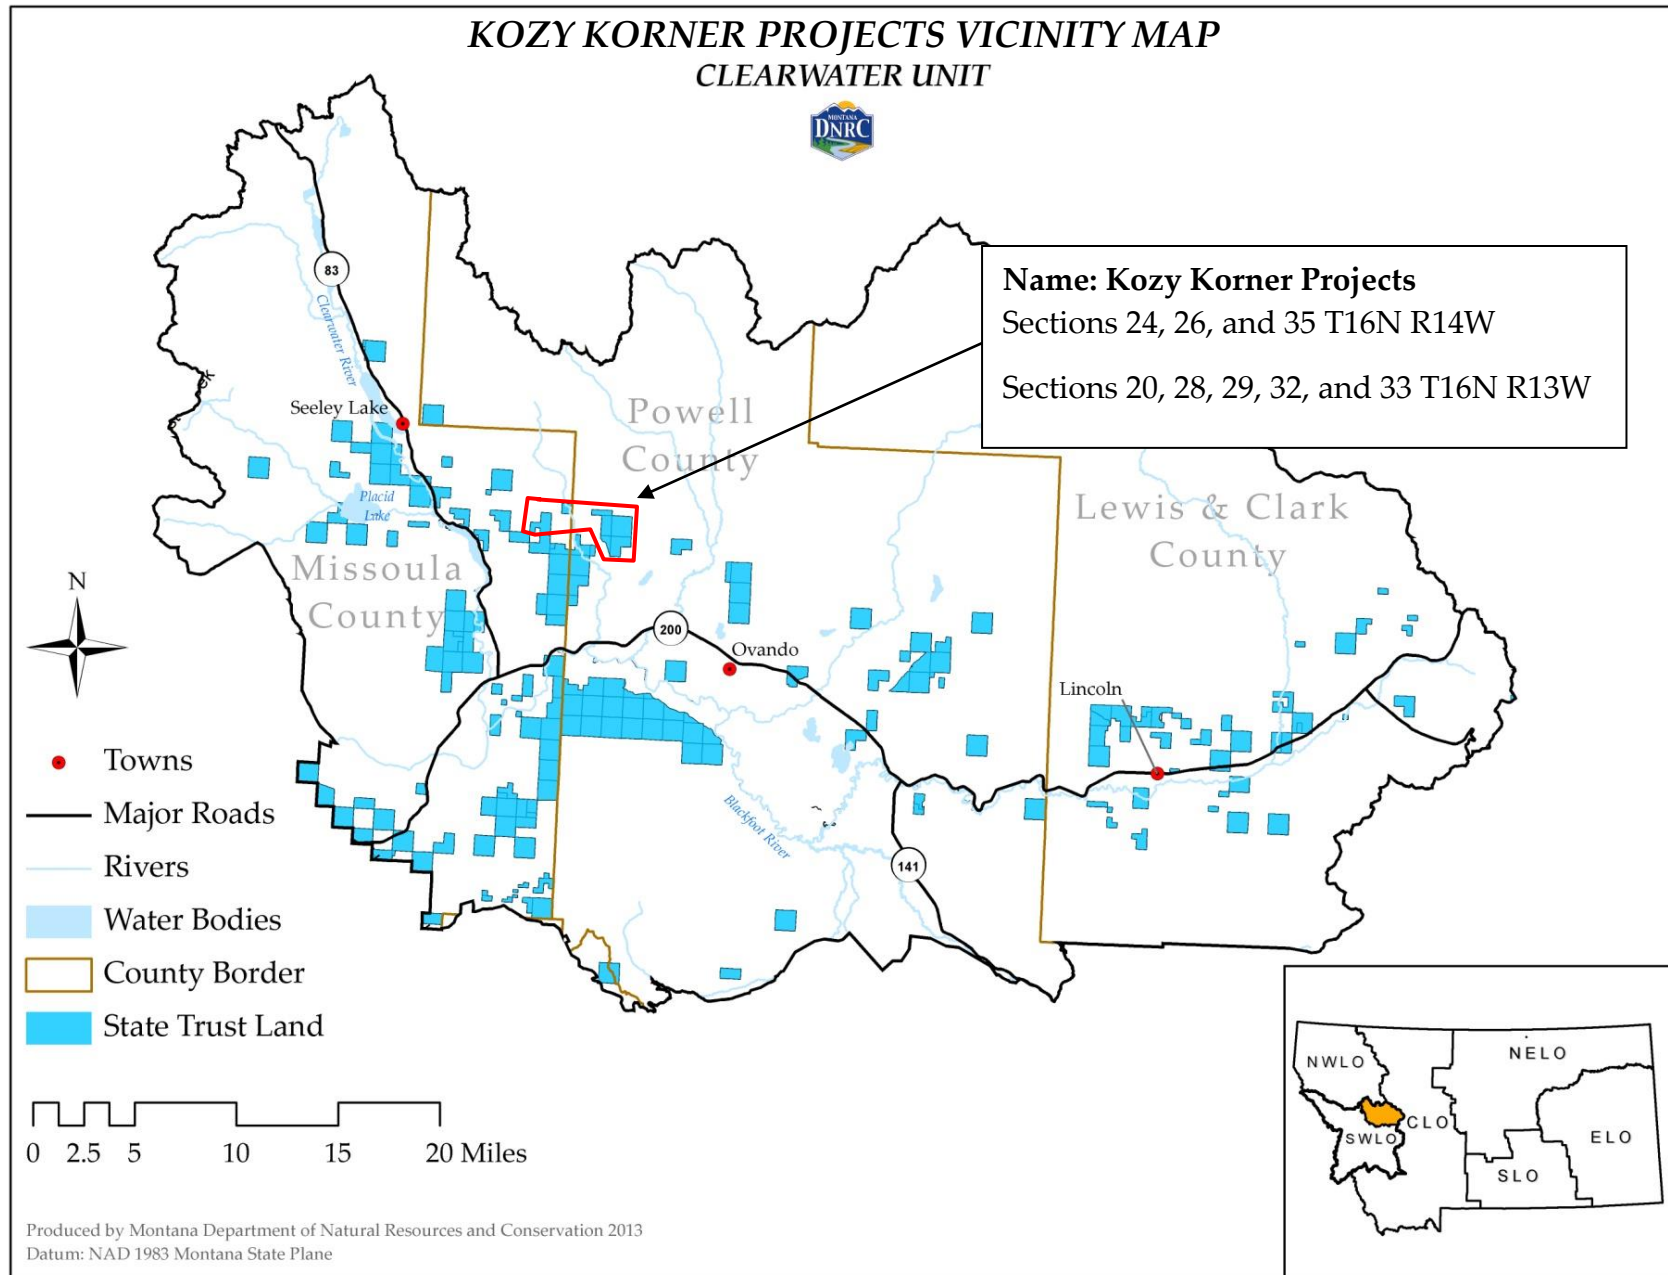 KOZY KORNER PROJECTS VICINITY MAP
CLEARWATER UNIT
MONTANA
DNRC
Name: Kozy Korner Projects
Sections 24, 26, and 35 T16N R14W
Sections 20, 28, 29, 32, and 33 T16N R13W
83
Clearwater River
Seeley Lake
Powell
County
Placid
Lake
Lewis & Clark
County
Missoula
County
N
200
Ovando
Lincoln
Blackfoot River
141
Towns
Major Roads
Rivers
Water Bodies
County Border
State Trust Land
0 2.5 5 10 15 20 Miles
NWLO
NELO
CLO
SWLO
ELO
SLO
Produced by Montana Department of Natural Resources and Conservation 2013
Datum: NAD 1983 Montana State Plane